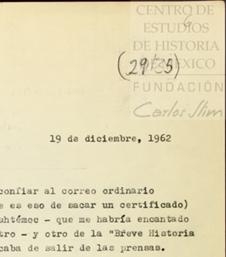 CENTRO DE
ESTUDIOS
DE HISTORIA
DE MÉXICO
(29/55)
FUNDACIÓN
Carlos Slim
19 de diciembre, 1962
confiar al correo ordinario
e es eso de sacar un certificado)
uhtémoc - que me habría encantado
tro - y otro de la "Breve Historia
caba de salir de las prensas.